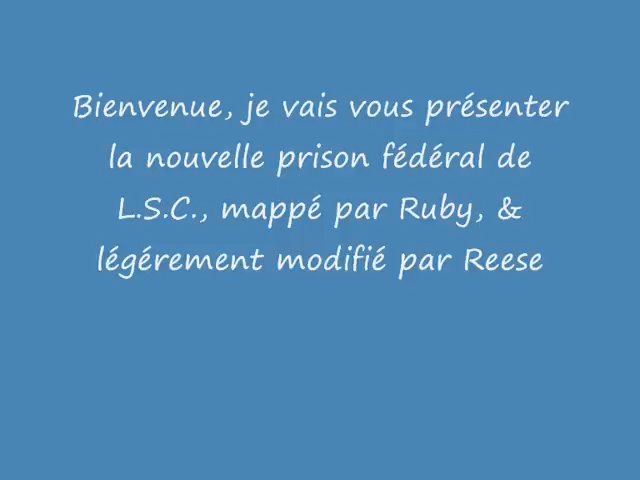 Bienvenue, je vais vous présenter
la nouvelle prison fédéral de
L.S.C., mappé par Ruby, &
légérement modifié par Reese